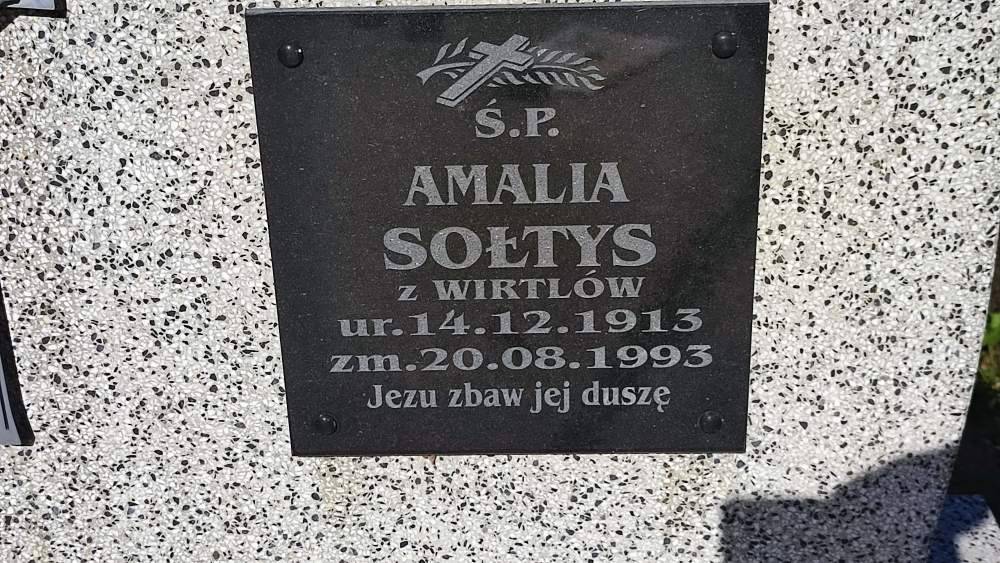 Ś.P.
AMALIA
SOŁTYS
z WIRTLÓW
ur.14.12.1913
zm.20.08.1993
Jezu zbaw jej duszę